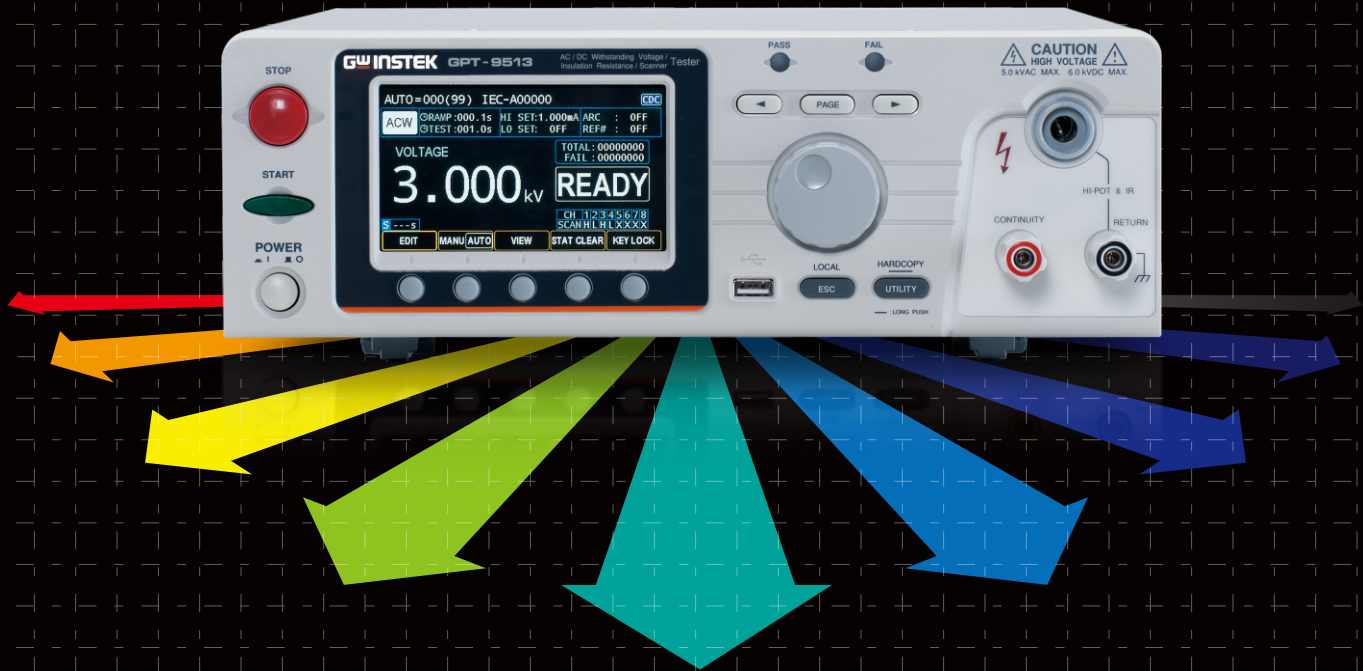 STOP
START
POWER
I O
GW INSTEK GPT-9513
AC / DC Withstanding Voltage /
Insulation Resistance / Scanner Tester
AUTO=000(99) IEC-A00000 CDC
ACW
RAMP:000.1s HI SET:1.000mA ARC : OFF
TEST:001.0s LO SET: OFF REF# : OFF
VOLTAGE
3.000kV
TOTAL:00000000
FAIL :00000000
READY
S ---s
CH 12345678
SCAN HLHLXXXX
EDIT MANU AUTO VIEW STAT CLEAR KEY LOCK
PASS FAIL
PAGE
LOCAL HARDCOPY
ESC UTILITY
LONG PUSH
CAUTION
HIGH VOLTAGE
5.0 kVAC MAX. 6.0 kVDC MAX.
HI-POT & IR
CONTINUITY RETURN